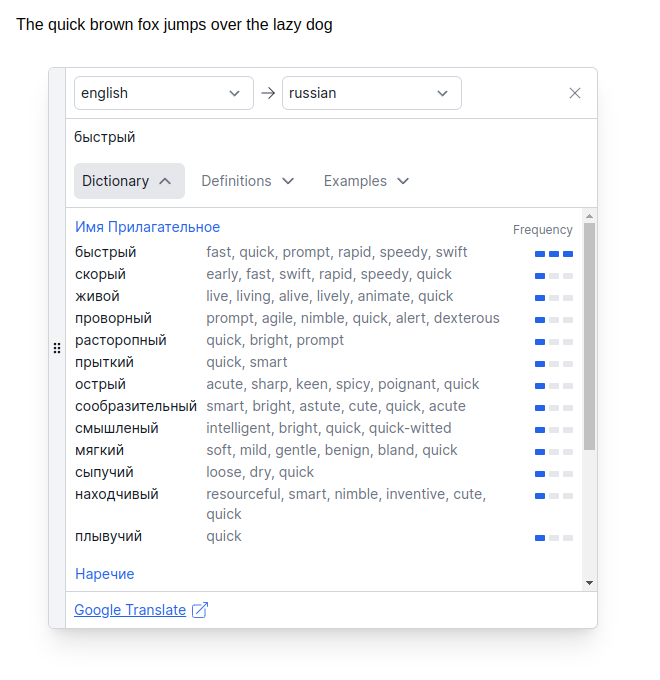 The quick brown fox jumps over the lazy dog
english → russian
быстрый
Dictionary Definitions Examples
Имя Прилагательное Frequency
быстрый fast, quick, prompt, rapid, speedy, swift
скорый early, fast, swift, rapid, speedy, quick
живой live, living, alive, lively, animate, quick
проворный prompt, agile, nimble, quick, alert, dexterous
расторопный quick, bright, prompt
прыткий quick, smart
острый acute, sharp, keen, spicy, poignant, quick
сообразительный smart, bright, astute, cute, quick, acute
смышленый intelligent, bright, quick, quick-witted
мягкий soft, mild, gentle, benign, bland, quick
сыпучий loose, dry, quick
находчивый resourceful, smart, nimble, inventive, cute,
quick
плывучий quick
Наречие
Google Translate